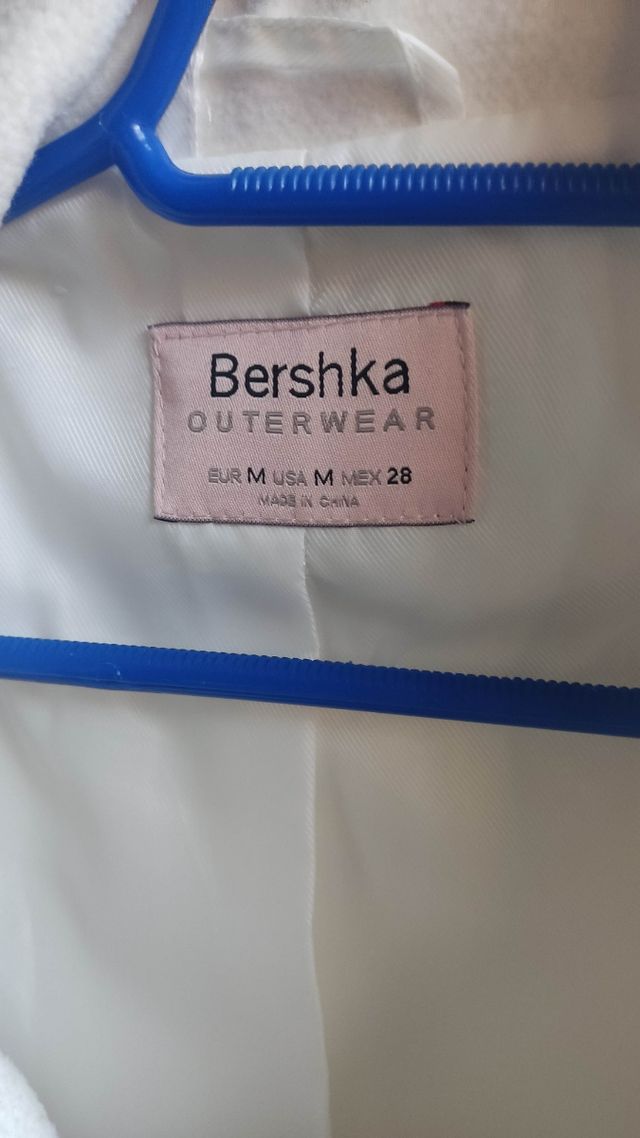 Bershka
OUTERWEAR
EUR M USA M MEX 28
MADE IN CHINA